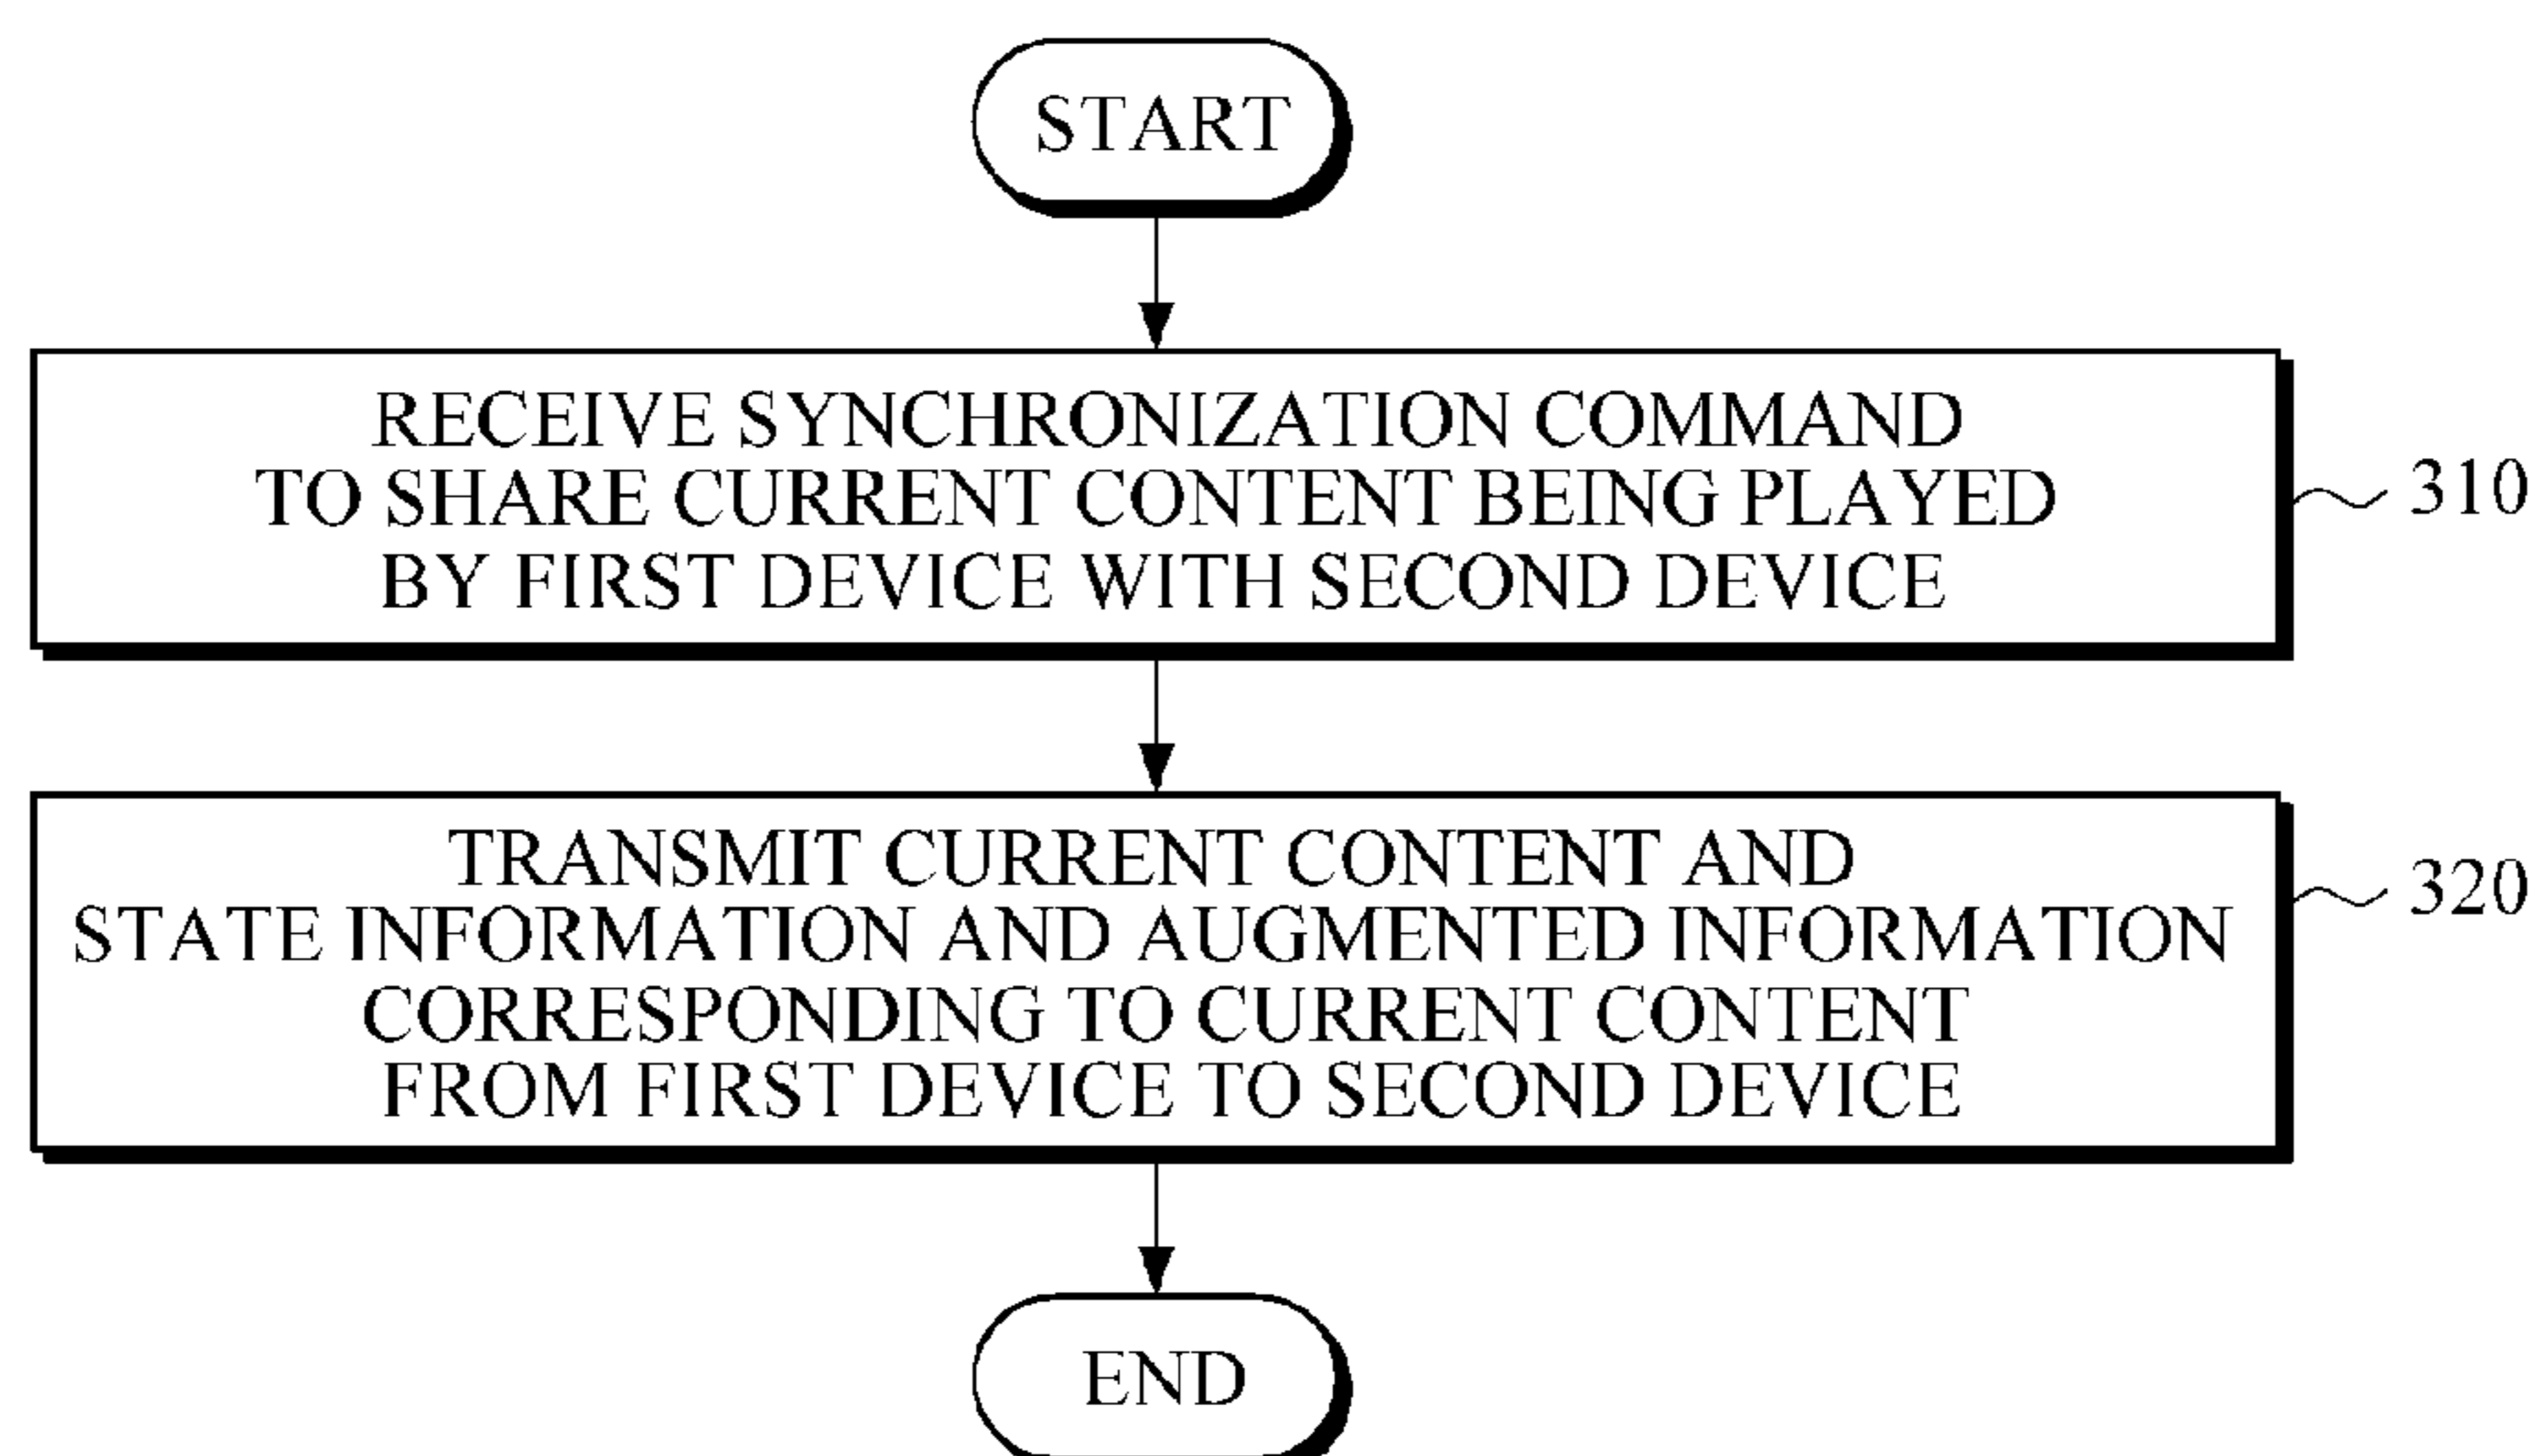 START
RECEIVE SYNCHRONIZATION COMMAND
TO SHARE CURRENT CONTENT BEING PLAYED
BY FIRST DEVICE WITH SECOND DEVICE
310
TRANSMIT CURRENT CONTENT AND
STATE INFORMATION AND AUGMENTED INFORMATION
CORRESPONDING TO CURRENT CONTENT
FROM FIRST DEVICE TO SECOND DEVICE
320
END